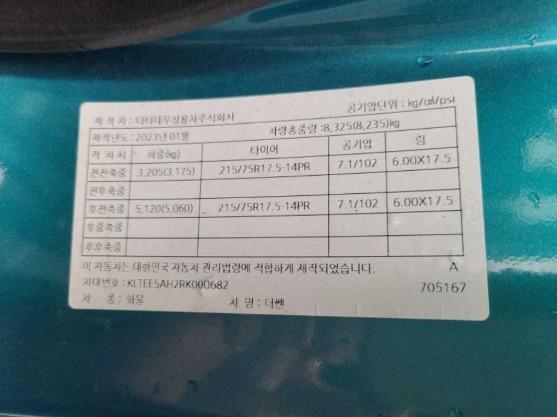 제 작 자 : 타타대우상용차주식회사 공기압단위 : kg/㎠/psi
제작년도 : 2023년 01월 차량총중량 :8,325(8,235)kg
적 차 시 하중(kg) 타이어 공기압 림
전전축중 3,205(3,175) 215/75R17.5-14PR 7.1/102 6.00X17.5
전후축중
후전축중 5,120(5,060) 215/75R17.5-14PR 7.1/102 6.00X17.5
후중축중
후후축중
이 자동차는 대한민국 자동차 관리법령에 적합하게 제작되었습니다. A
차대번호 : KLTEE5AH2RK000682 705167
차 종 : 화물 차 명 : 더쎈